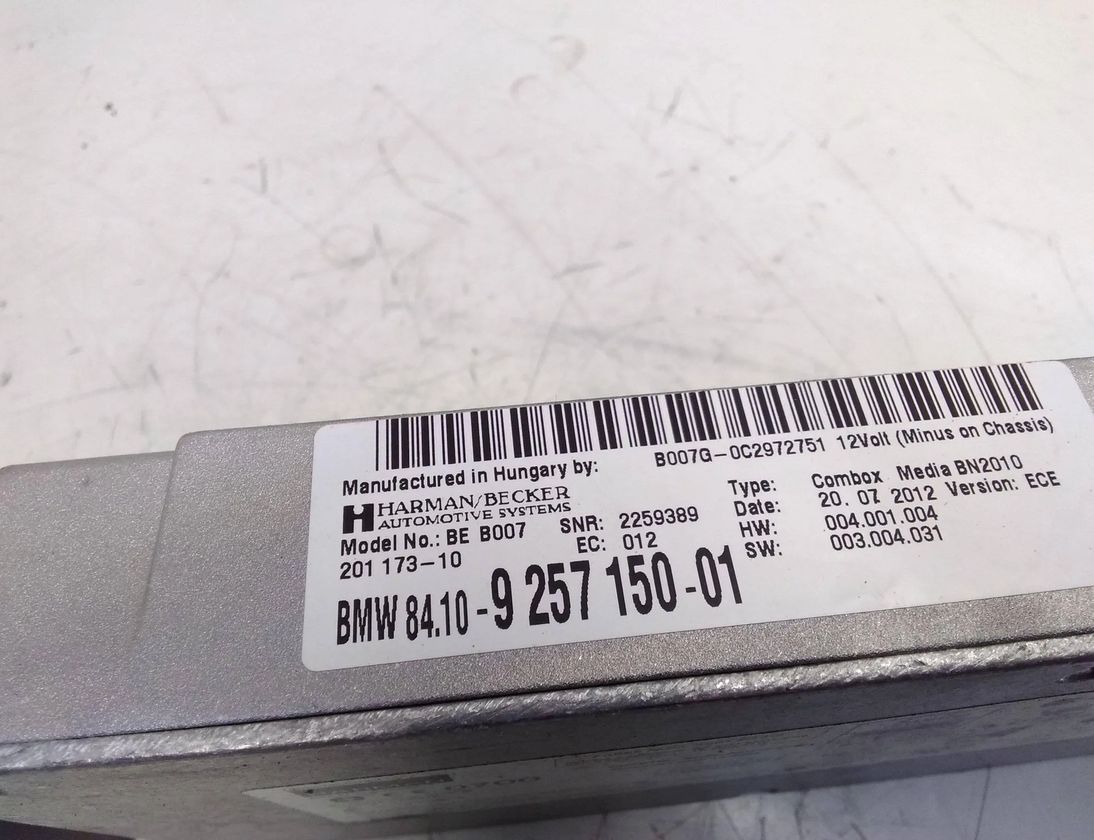 B007G-0C2972751 12Volt (Minus on Chassis)
Manufactured in Hungary by:
HARMAN/BECKER
AUTOMOTIVE SYSTEMS
Model No.: BE B007 SNR: 2259389
201 173-10 EC: 012
Type: Combox Media BN2010
Date: 20. 07. 2012 Version: ECE
HW: 004.001.004
SW: 003.004.031
BMW 84.10-9 257 150-01